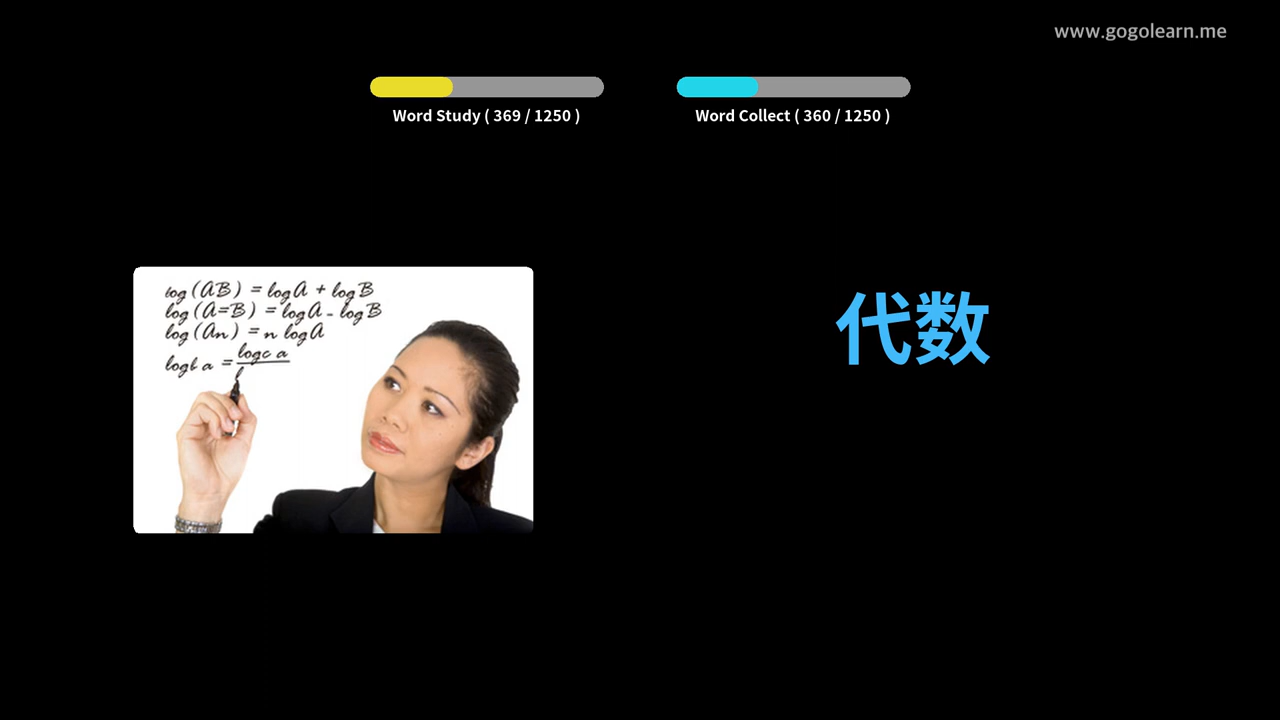 www.gogolearn.me
Word Study ( 369 / 1250 )
Word Collect ( 360 / 1250 )
log (AB) = log A + log B
log (A=B) = log A - log B
log (An) = n log A
logb a = logc a
代数